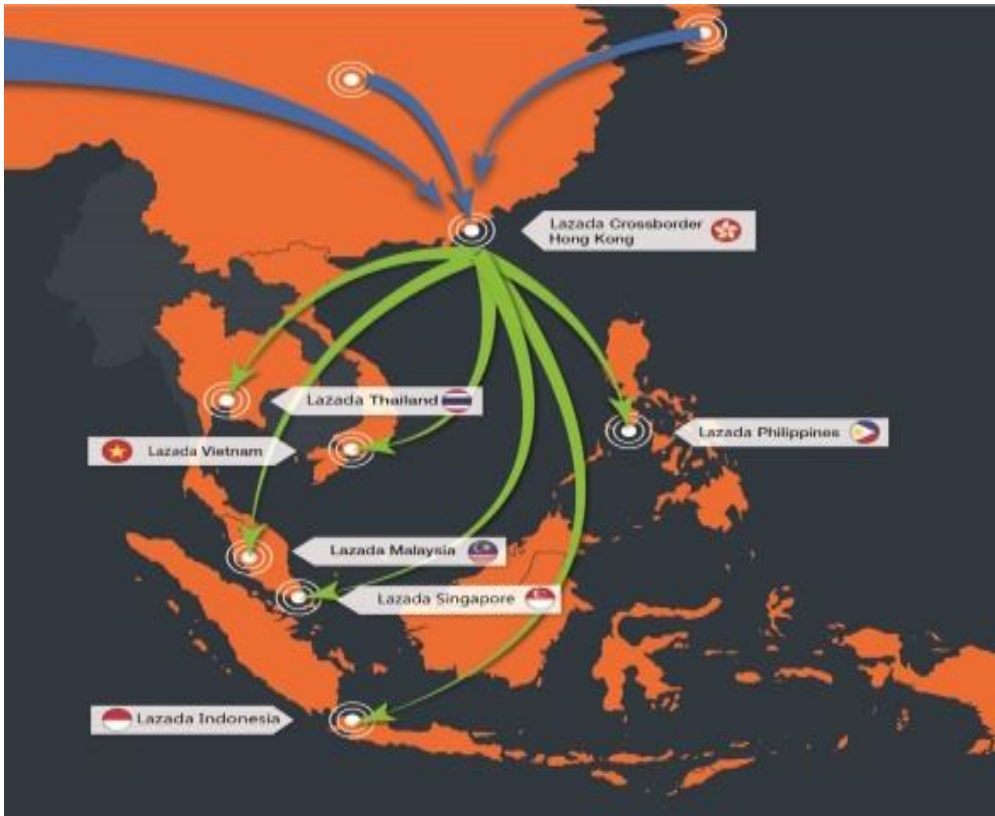 Lazada Crossborder
Hong Kong
Lazada Thailand
Lazada Vietnam
Lazada Philippines
Lazada Malaysia
Lazada Singapore
Lazada Indonesia